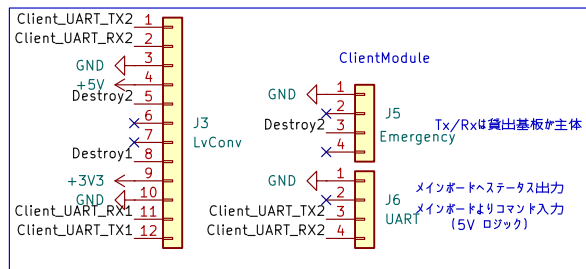 Client_UART_TX2 1
Client_UART_RX2 2
GND 3
+5V 4
Destroy2 5
6
7
Destroy1 8
+3V3 9
GND 10
Client_UART_RX1 11
Client_UART_TX1 12
J3
LvConv
ClientModule
GND 1
2
Destroy2 3
4
J5
Emergency
Tx/Rxは貸出基板が主体
GND 1
2
Client_UART_TX2 3
Client_UART_RX2 4
J6
UART
メインボードへステータス出力
メインボードよりコマンド入力
(5V ロジック)